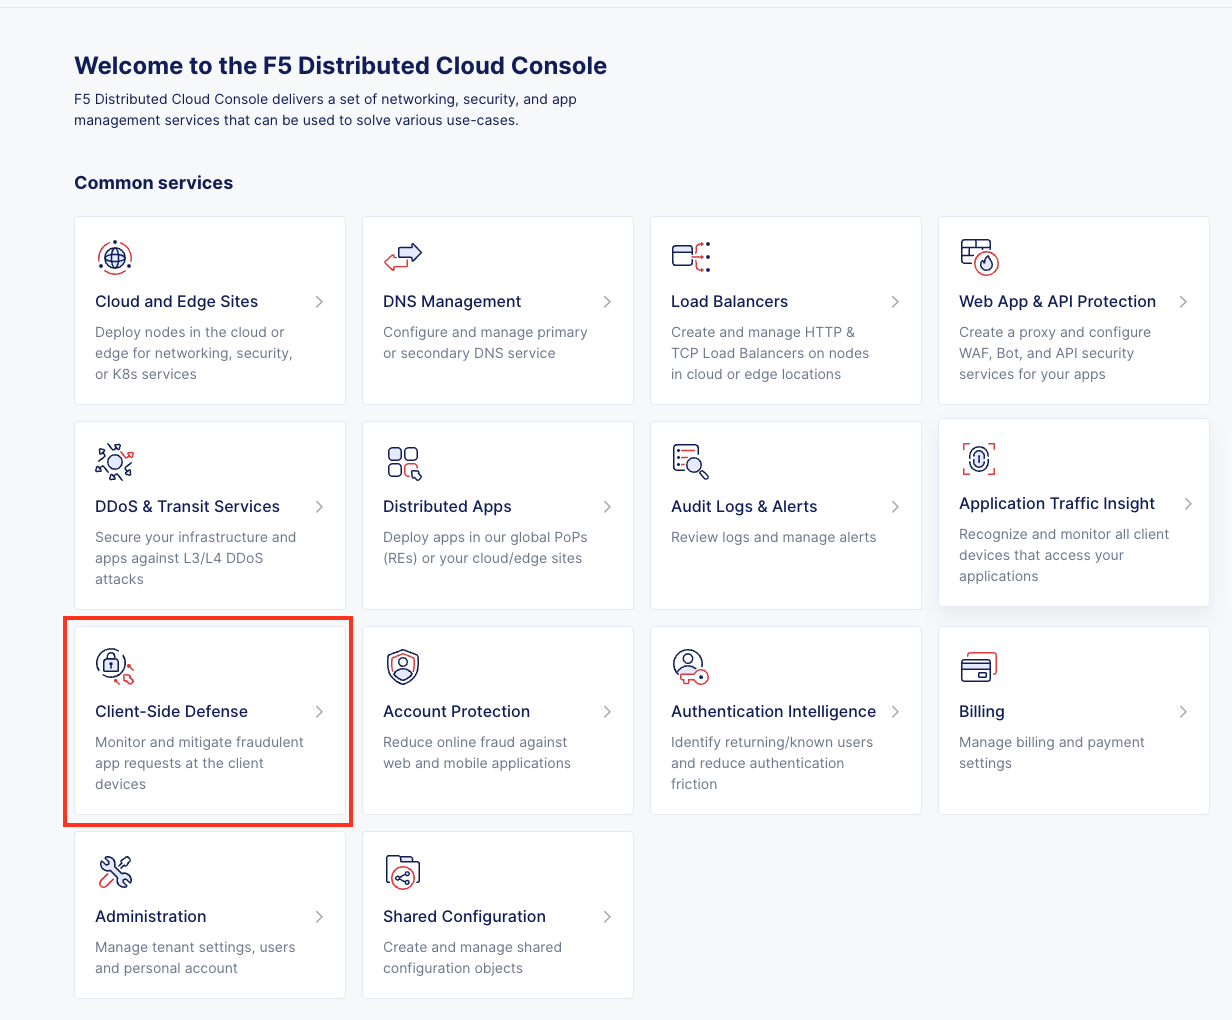 Welcome to the F5 Distributed Cloud Console
F5 Distributed Cloud Console delivers a set of networking, security, and app
management services that can be used to solve various use-cases.
Common services
Cloud and Edge Sites
Deploy nodes in the cloud or
edge for networking, security,
or K8s services
DNS Management
Configure and manage primary
or secondary DNS service
Load Balancers
Create and manage HTTP &
TCP Load Balancers on nodes
in cloud or edge locations
Web App & API Protection
Create a proxy and configure
WAF, Bot, and API security
services for your apps
DDoS & Transit Services
Secure your infrastructure and
apps against L3/L4 DDoS
attacks
Distributed Apps
Deploy apps in our global PoPs
(REs) or your cloud/edge sites
Audit Logs & Alerts
Review logs and manage alerts
Application Traffic Insight
Recognize and monitor all client
devices that access your
applications
Client-Side Defense
Monitor and mitigate fraudulent
app requests at the client
devices
Account Protection
Reduce online fraud against
web and mobile applications
Authentication Intelligence
Identify returning/known users
and reduce authentication
friction
Billing
Manage billing and payment
settings
Administration
Manage tenant settings, users
and personal account
Shared Configuration
Create and manage shared
configuration objects